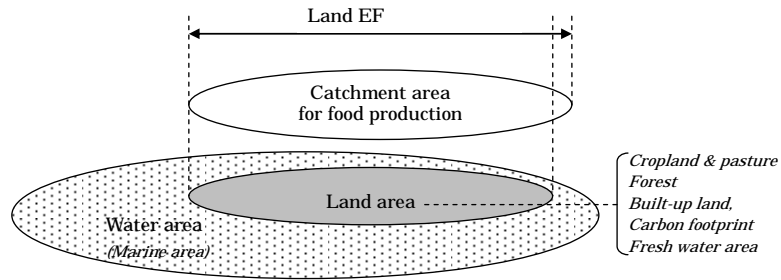 Land EF
Catchment area
for food production
Cropland & pasture
Forest
Built-up land,
Carbon footprint
Fresh water area
Land area
Water area
(Marine area)